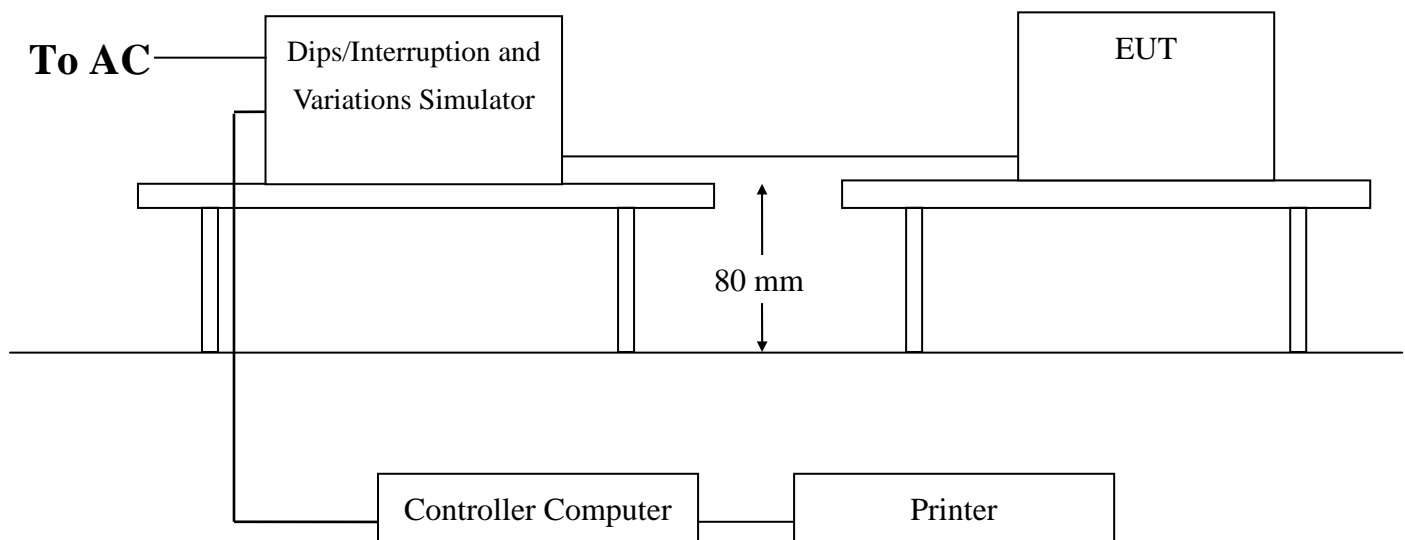 To AC
Dips/Interruption and
Variations Simulator
EUT
80 mm
Controller Computer
Printer